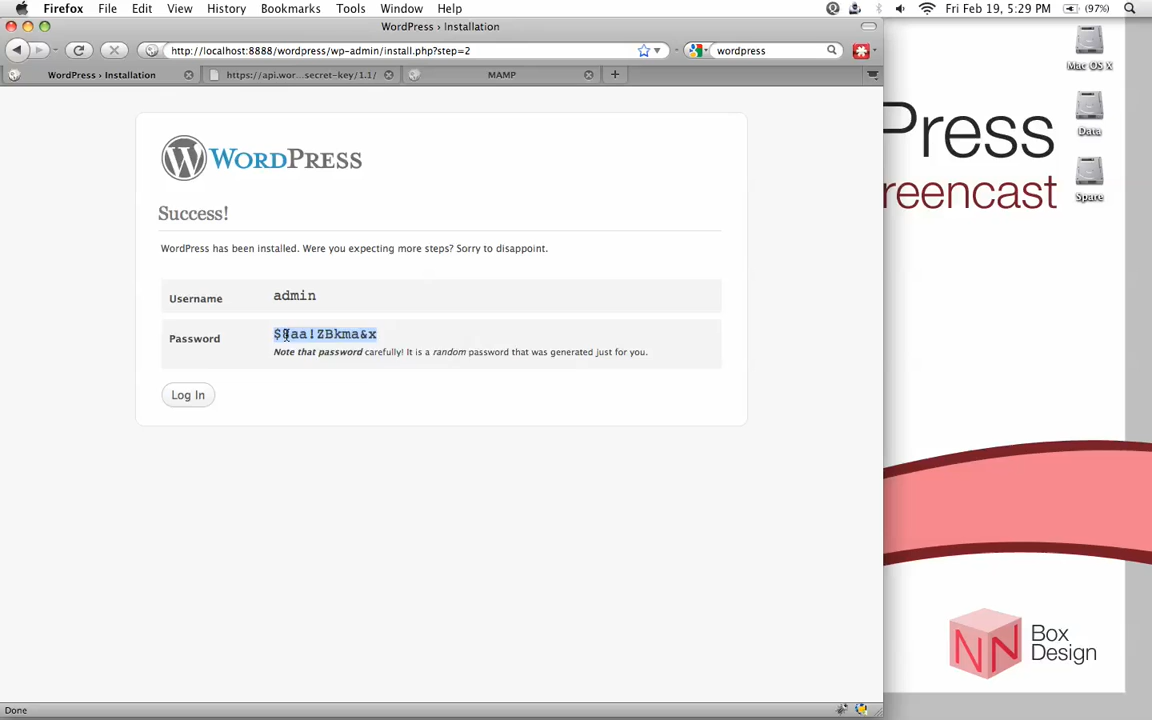 Firefox File Edit View History Bookmarks Tools Window Help Fri Feb 19, 5:29 PM (97%)
WordPress › Installation
http://localhost:8888/wordpress/wp-admin/install.php?step=2 wordpress
WordPress › Installation https://api.wor...secret-key/1.1/ MAMP
Mac OS X
Data
Spare
Press
reencast
WORDPRESS
Success!
WordPress has been installed. Were you expecting more steps? Sorry to disappoint.
Username admin
Password
Note that password carefully! It is a random password that was generated just for you.
Log In
NN Box
Design
Done